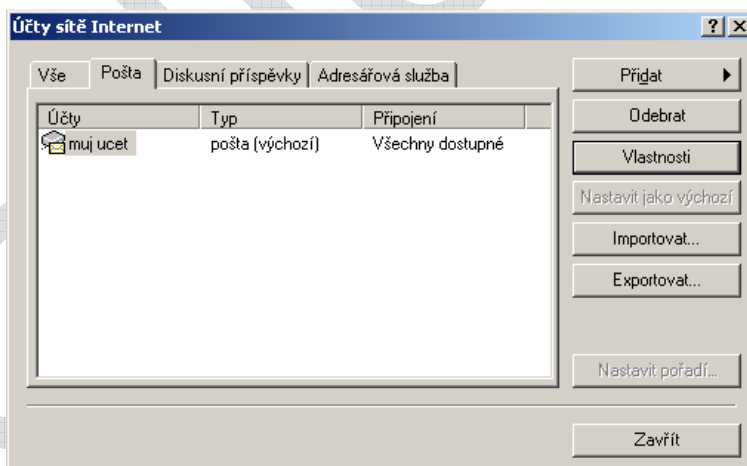 Účty sítě Internet
Vše Pošta Diskusní příspěvky Adresářová služba
Účty Typ Připojení
muj ucet pošta (výchozí) Všechny dostupné
Přidat
Odebrat
Vlastnosti
Nastavit jako výchozí
Importovat...
Exportovat...
Nastavit pořadí...
Zavřít